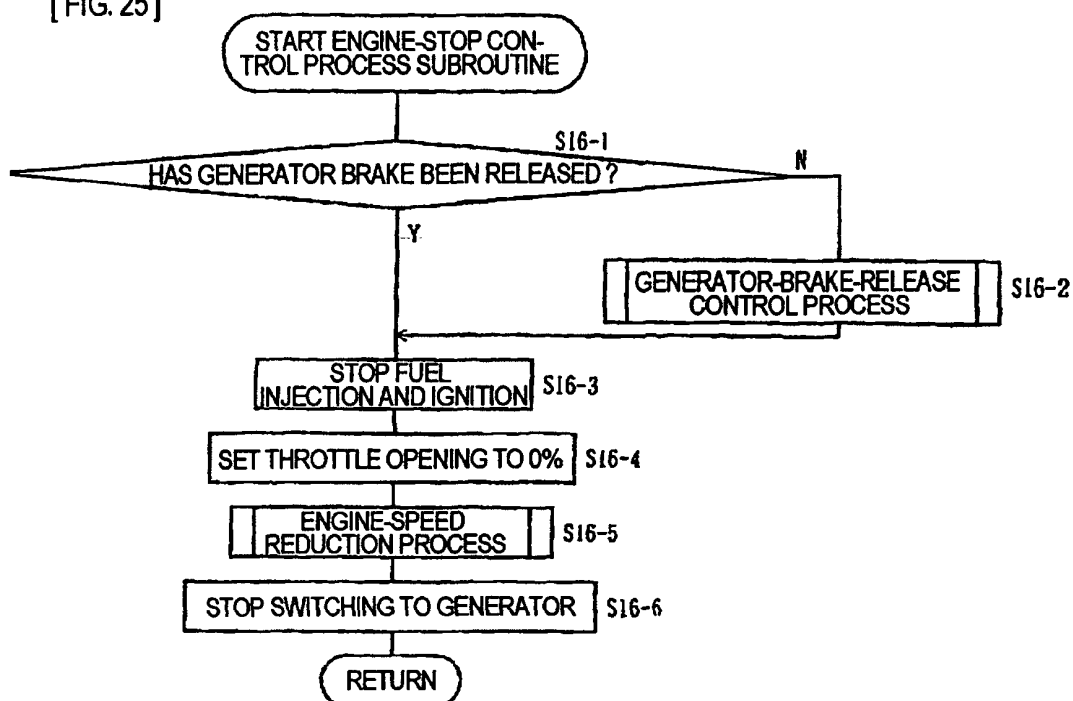 [FIG. 25]
START ENGINE-STOP CON-
TROL PROCESS SUBROUTINE
S16-1
HAS GENERATOR BRAKE BEEN RELEASED ?
N
Y
GENERATOR-BRAKE-RELEASE
CONTROL PROCESS
S16-2
STOP FUEL
INJECTION AND IGNITION
S16-3
SET THROTTLE OPENING TO 0%
S16-4
ENGINE-SPEED
REDUCTION PROCESS
S16-5
STOP SWITCHING TO GENERATOR
S16-6
RETURN